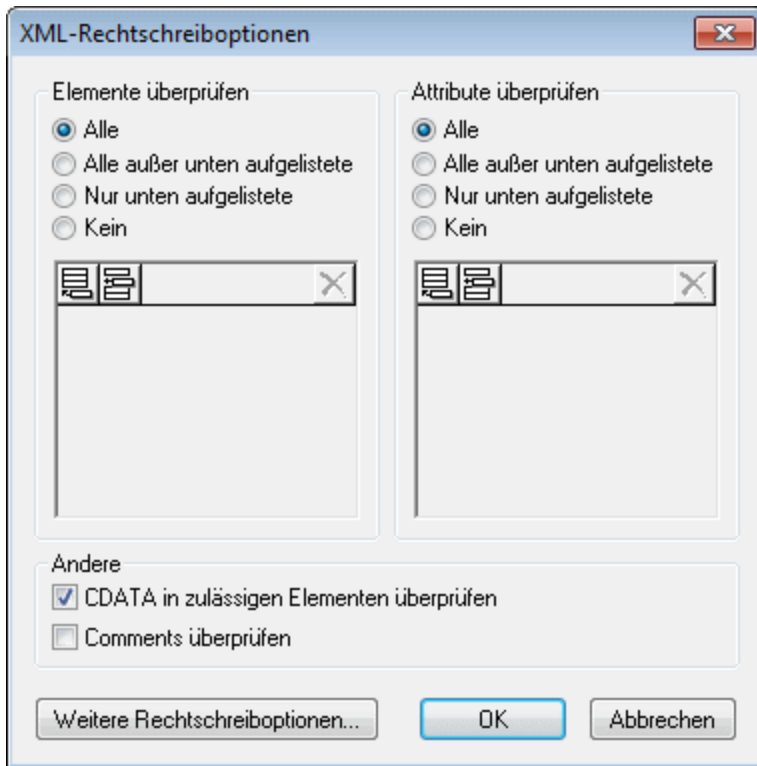 XML-Rechtschreiboptionen
Elemente überprüfen
Alle
Alle außer unten aufgelistete
Nur unten aufgelistete
Kein
Attribute überprüfen
Alle
Alle außer unten aufgelistete
Nur unten aufgelistete
Kein
Andere
CDATA in zulässigen Elementen überprüfen
Comments überprüfen
Weitere Rechtschreiboptionen...
OK
Abbrechen